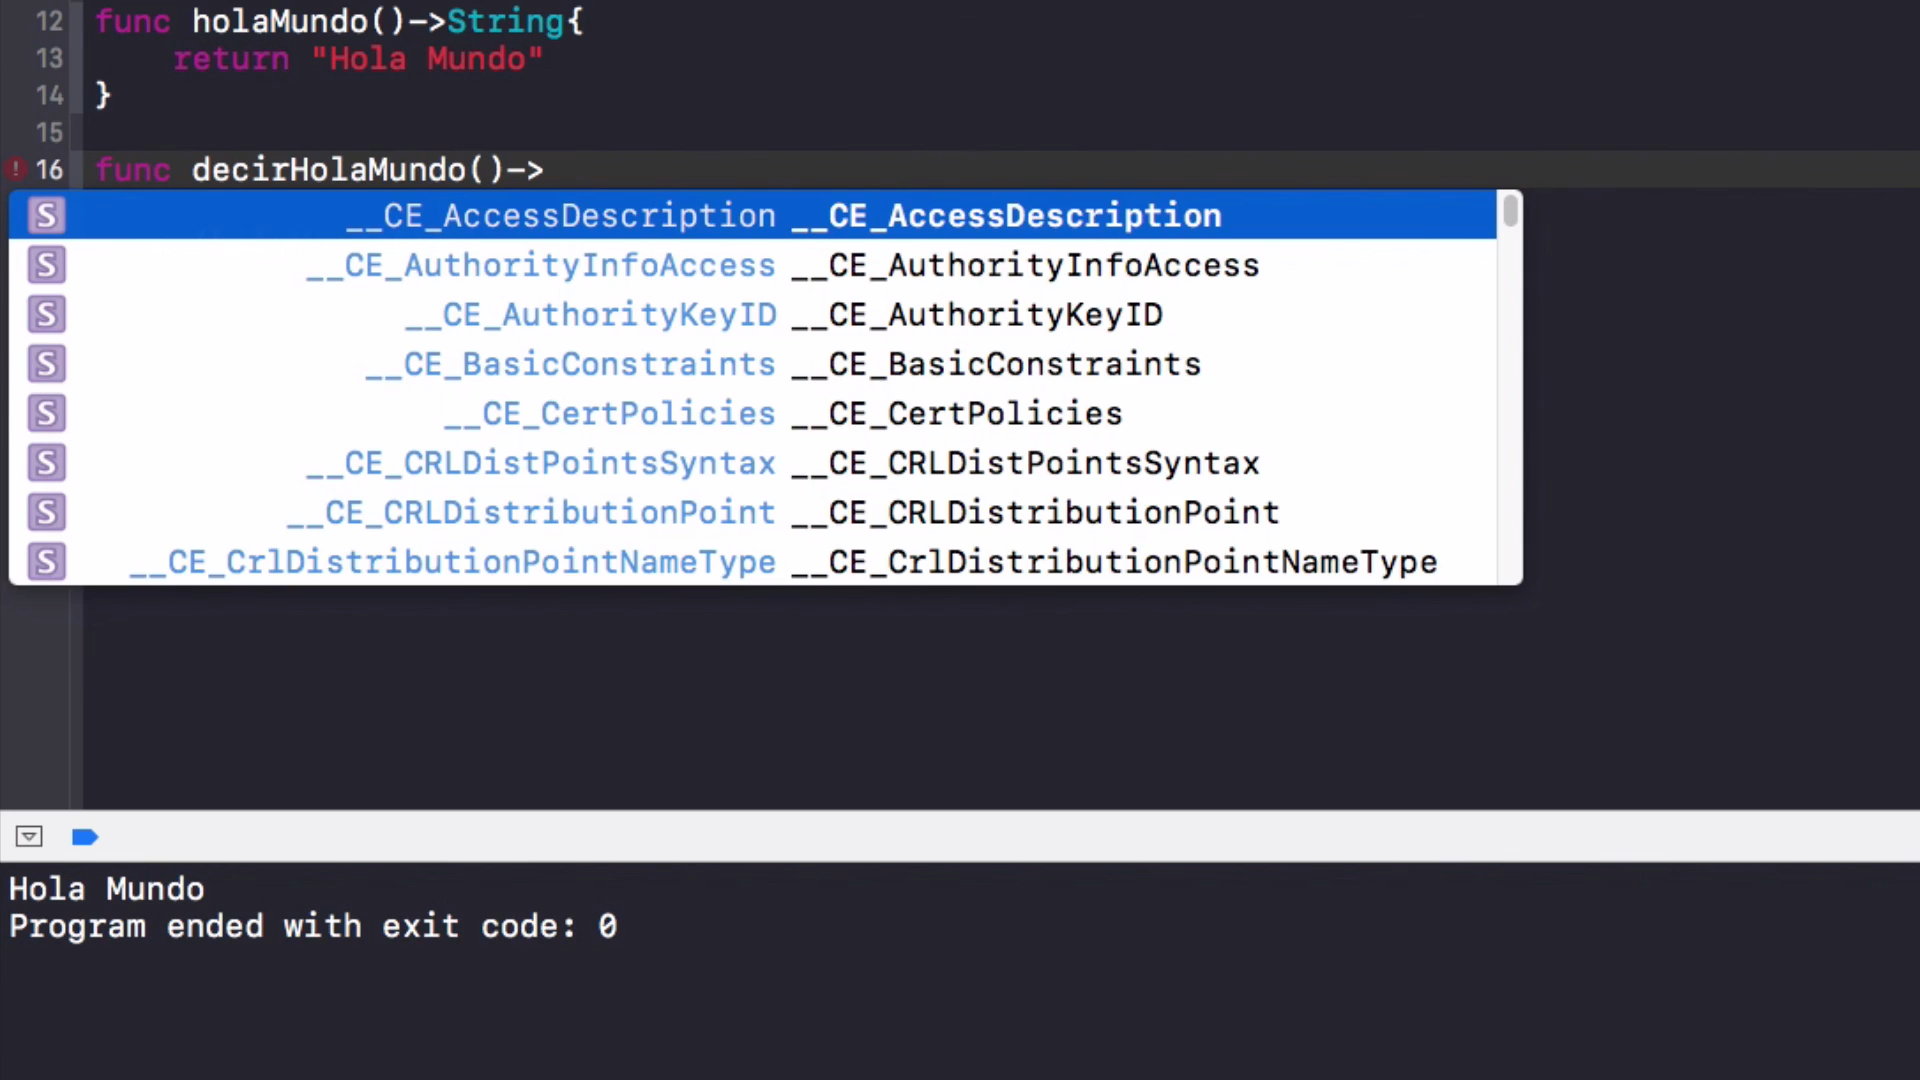 12 func holaMundo()->String{
13 return "Hola Mundo"
14 }
15
! 16 func decirHolaMundo()->
S __CE_AccessDescription __CE_AccessDescription
S __CE_AuthorityInfoAccess __CE_AuthorityInfoAccess
S __CE_AuthorityKeyID __CE_AuthorityKeyID
S __CE_BasicConstraints __CE_BasicConstraints
S __CE_CertPolicies __CE_CertPolicies
S __CE_CRLDistPointsSyntax __CE_CRLDistPointsSyntax
S __CE_CRLDistributionPoint __CE_CRLDistributionPoint
S __CE_CrlDistributionPointNameType __CE_CrlDistributionPointNameType
Hola Mundo
Program ended with exit code: 0